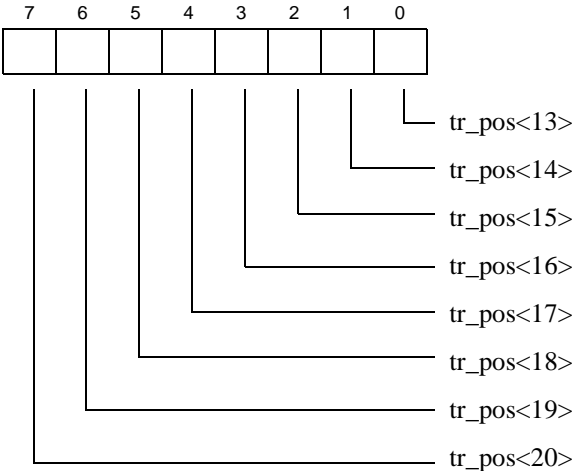 7 6 5 4 3 2 1 0
tr_pos<13>
tr_pos<14>
tr_pos<15>
tr_pos<16>
tr_pos<17>
tr_pos<18>
tr_pos<19>
tr_pos<20>